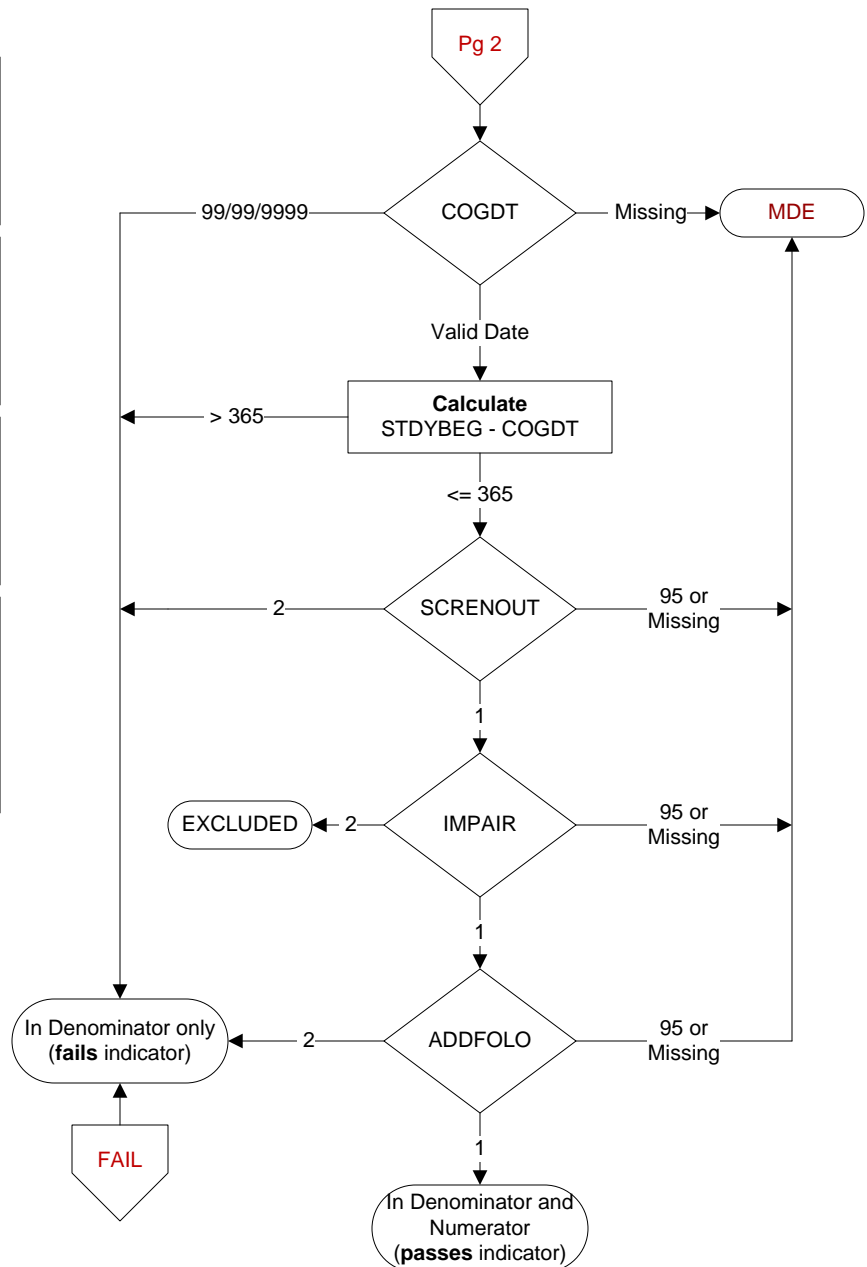 Pg 2
99/99/9999
COGDT
Missing
MDE
Valid Date
Calculate
STDYBEG - COGDT
> 365
<= 365
2
SCRENOUT
95 or
Missing
1
EXCLUDED
2
IMPAIR
95 or
Missing
1
In Denominator only
(fails indicator)
2
ADDFOLO
95 or
Missing
FAIL
1
In Denominator and
Numerator
(passes indicator)